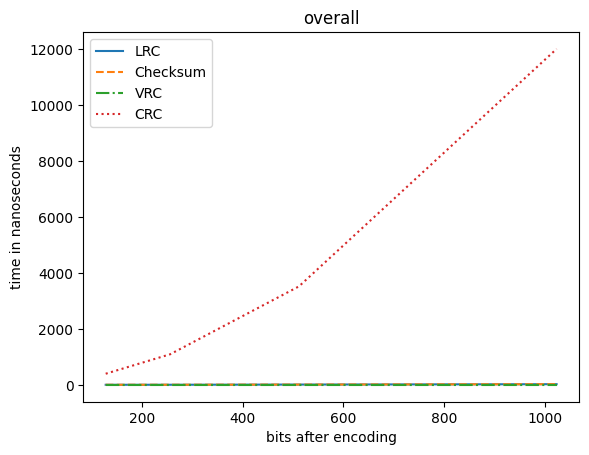 overall
LRC
Checksum
VRC
CRC
12000
10000
8000
6000
4000
2000
0
time in nanoseconds
200 400 600 800 1000
bits after encoding